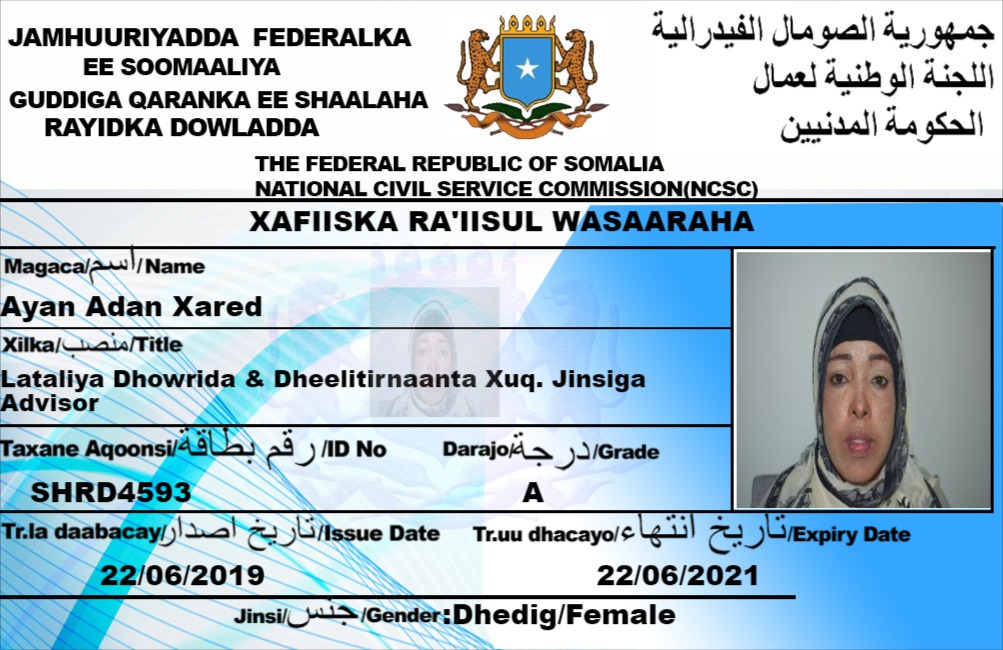 JAMHUURIYADDA FEDERALKA
EE SOOMAALIYA
GUDDIGA QARANKA EE SHAALAHA
RAYIDKA DOWLADDA
جمهورية الصومال الفيدرالية
اللجنة الوطنية لعمال
الحكومة المدنيين
THE FEDERAL REPUBLIC OF SOMALIA
NATIONAL CIVIL SERVICE COMMISSION(NCSC)
XAFIISKA RA'IISUL WASAARAHA
Magaca/اسم/Name
Ayan Adan Xared
Xilka/منصب/Title
Lataliya Dhowrida & Dheelitirnaanta Xuq. Jinsiga
Advisor
Taxane Aqoonsi/رقم بطاقة/ID No
Darajo/درجة/Grade
SHRD4593
A
Tr.la daabacay/تاريخ اصدار/Issue Date
Tr.uu dhacayo/تاريخ انتهاء/Expiry Date
22/06/2019
22/06/2021
Jinsi/جنس/Gender:Dhedig/Female